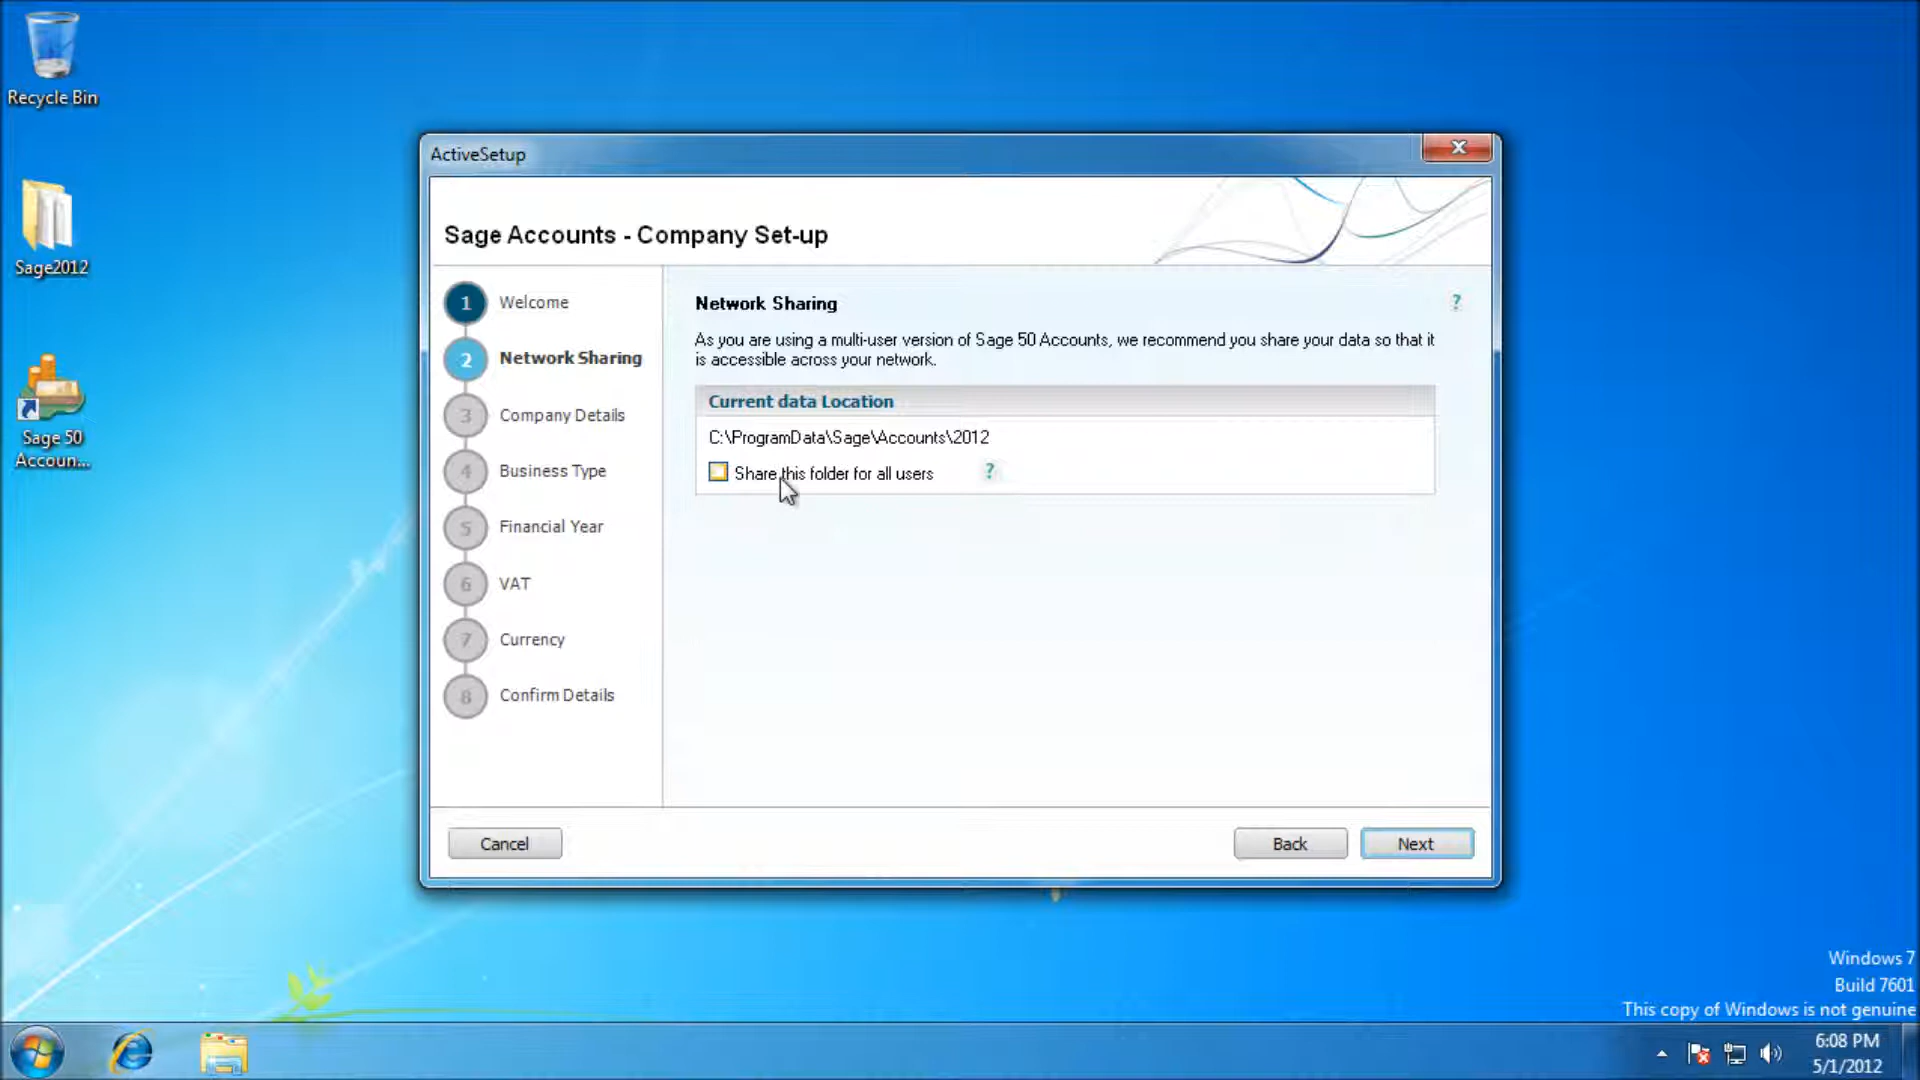 Recycle Bin
Sage2012
Sage 50
Accoun...
ActiveSetup
Sage Accounts - Company Set-up
1 Welcome
2 Network Sharing
3 Company Details
4 Business Type
5 Financial Year
6 VAT
7 Currency
8 Confirm Details
Network Sharing ?
As you are using a multi-user version of Sage 50 Accounts, we recommend you share your data so that it
is accessible across your network.
Current data Location
C:\ProgramData\Sage\Accounts\2012
Share this folder for all users ?
Cancel
Back
Next
Windows 7
Build 7601
This copy of Windows is not genuine
6:08 PM
5/1/2012